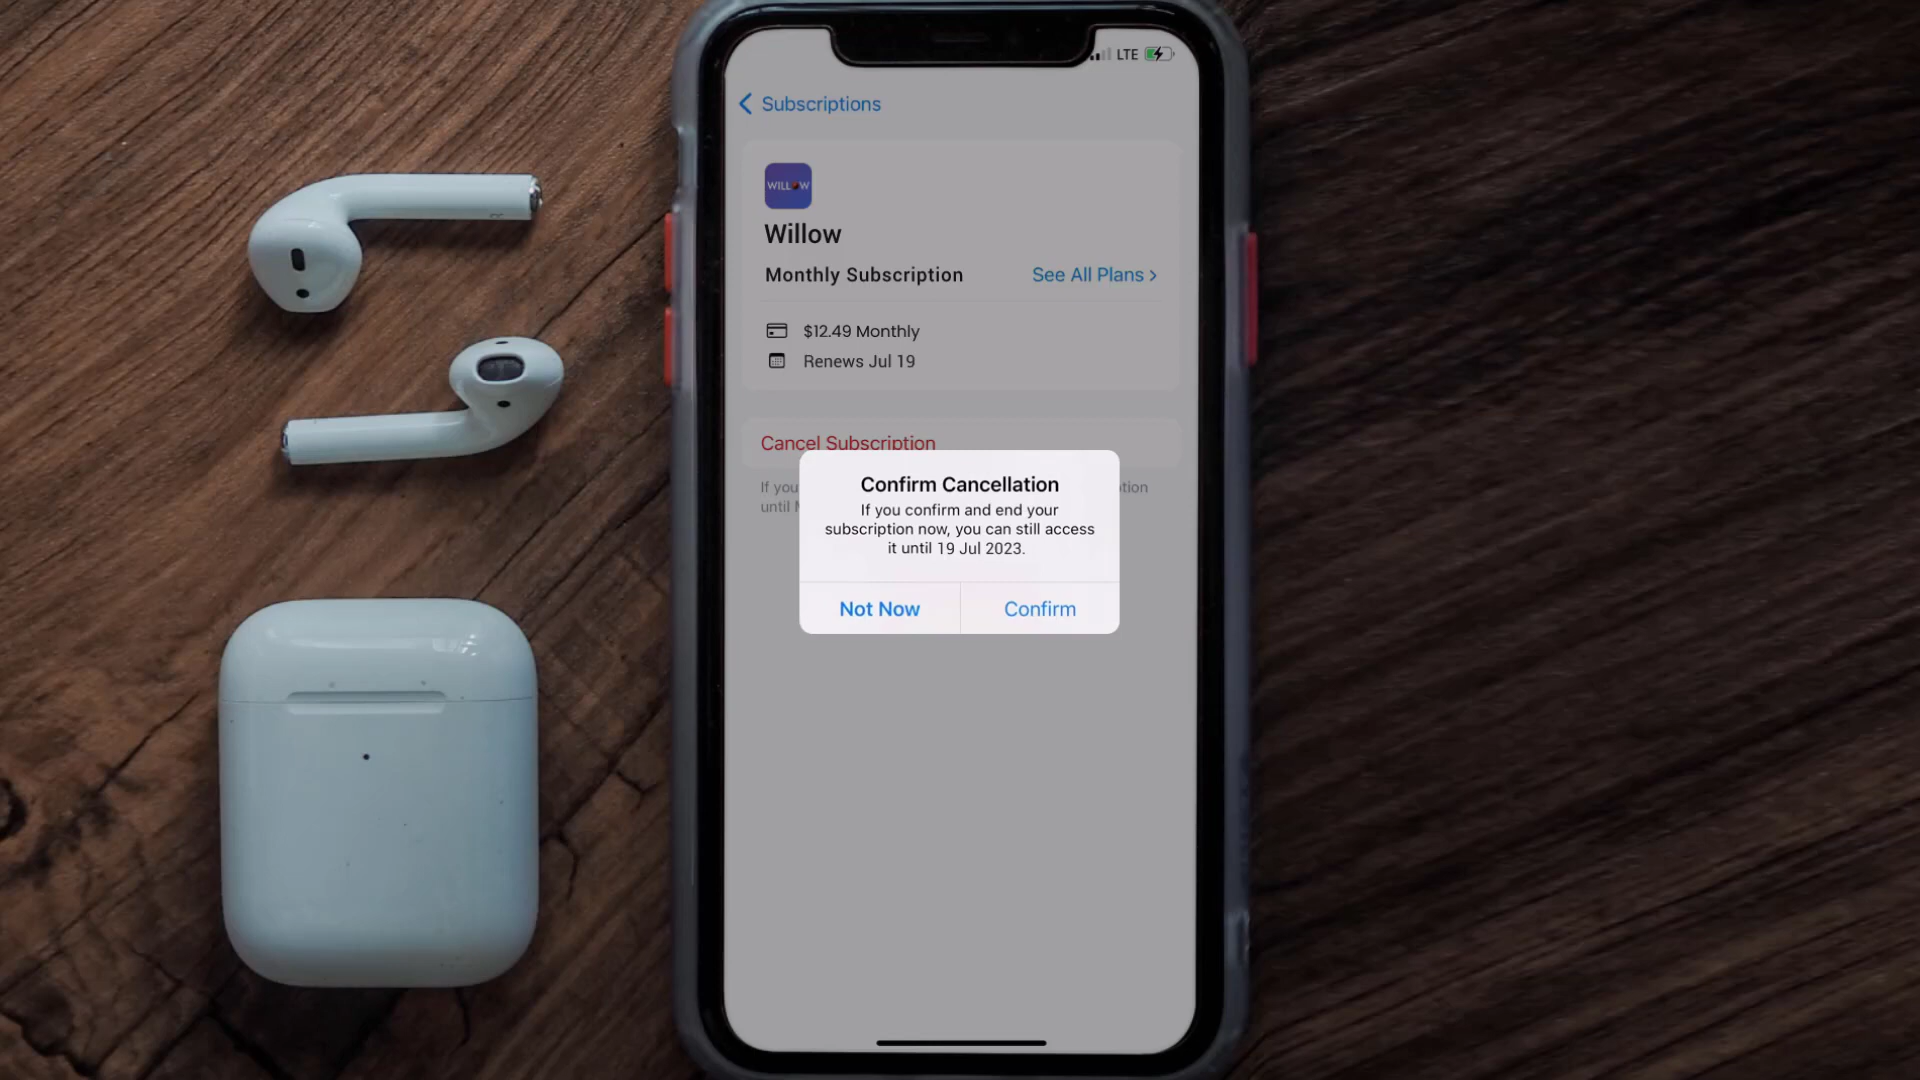 LTE
Subscriptions
WILLOW
Willow
Monthly Subscription
See All Plans >
$12.49 Monthly
Renews Jul 19
Cancel Subscription
If you
until
Confirm Cancellation
If you confirm and end your
subscription now, you can still access
it until 19 Jul 2023.
Not Now
Confirm